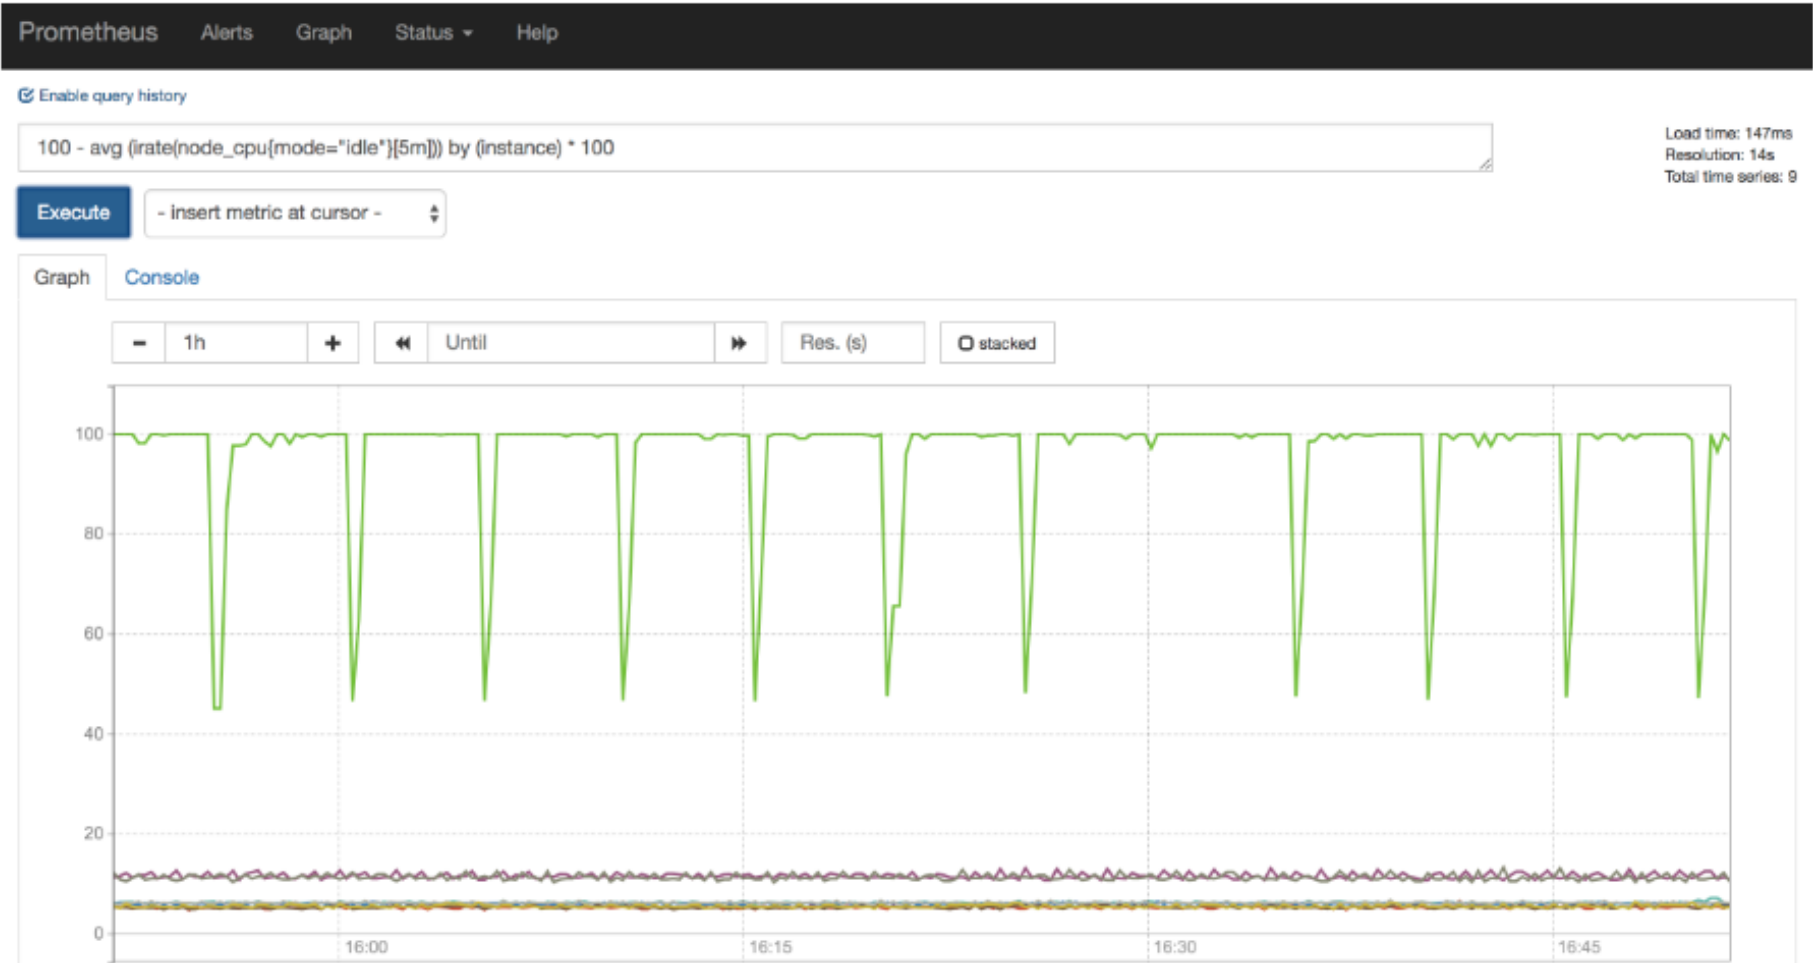 Prometheus Alerts Graph Status Help
Enable query history
100 - avg (irate(node_cpu{mode="idle"}[5m])) by (instance) * 100
Load time: 147ms
Resolution: 14s
Total time series: 9
Execute - insert metric at cursor -
Graph Console
- 1h + Until Res. (s) stacked
100
80
60
40
20
0
16:00 16:15 16:30 16:45